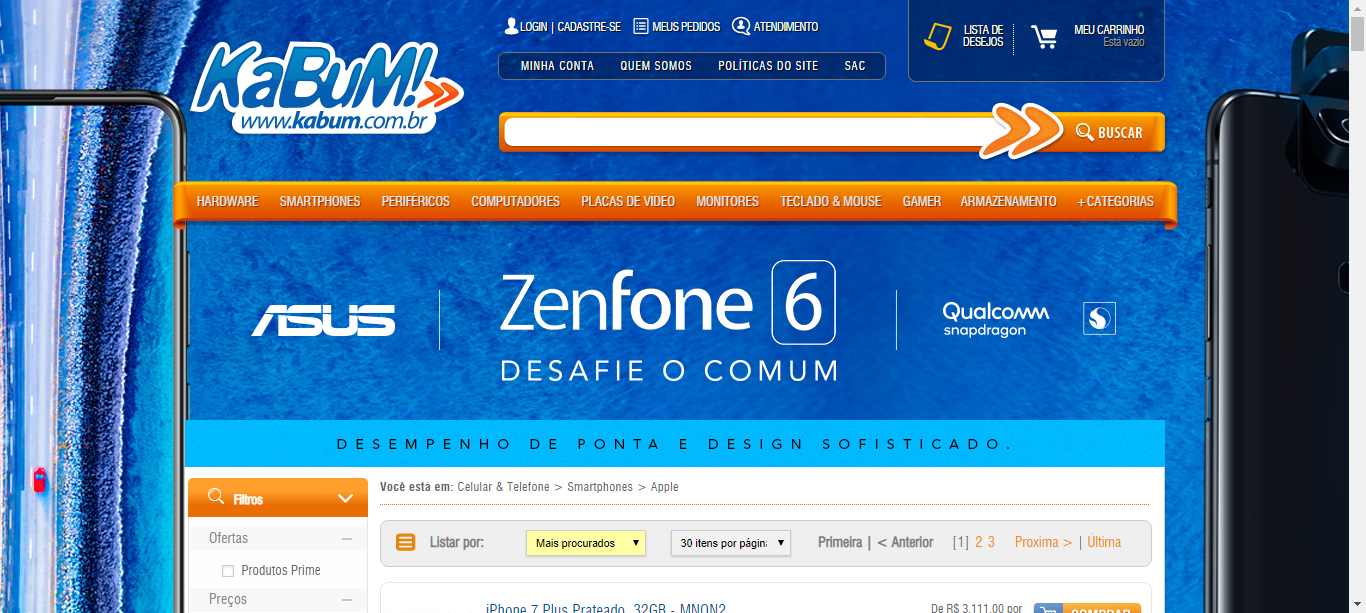 LOGIN | CADASTRE-SE MEUS PEDIDOS ATENDIMENTO
LISTA DE DESEJOS
MEU CARRINHO
Está vazio
KaBuM!
www.kabum.com.br
MINHA CONTA QUEM SOMOS POLÍTICAS DO SITE SAC
BUSCAR
HARDWARE SMARTPHONES PERIFÉRICOS COMPUTADORES PLACAS DE VÍDEO MONITORES TECLADO & MOUSE GAMER ARMAZENAMENTO +CATEGORIAS
ASUS
Zenfone 6
DESAFIE O COMUM
Qualcomm
snapdragon
DESEMPENHO DE PONTA E DESIGN SOFISTICADO.
Filtros
Ofertas
Produtos Prime
Preços
Você está em: Celular & Telefone > Smartphones > Apple
Listar por: Mais procurados 30 itens por págin Primeira | < Anterior [1] 2 3 Proxima > | Última
iPhone 7 Plus Prateado, 32GB - MNQN2
De R$ 3.111,00 por
COMPRAR